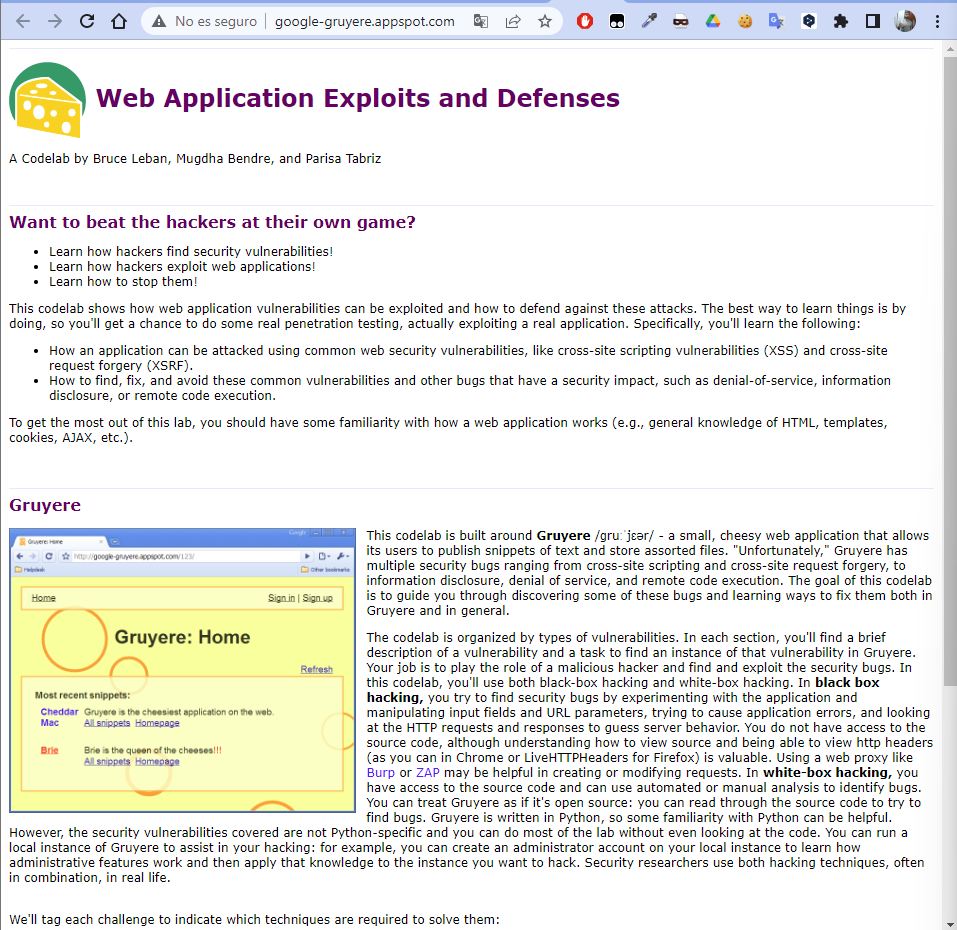 No es seguro | google-gruyere.appspot.com
Web Application Exploits and Defenses
A Codelab by Bruce Leban, Mugdha Bendre, and Parisa Tabriz
Want to beat the hackers at their own game?
• Learn how hackers find security vulnerabilities!
• Learn how hackers exploit web applications!
• Learn how to stop them!
This codelab shows how web application vulnerabilities can be exploited and how to defend against these attacks. The best way to learn things is by
doing, so you'll get a chance to do some real penetration testing, actually exploiting a real application. Specifically, you'll learn the following:
• How an application can be attacked using common web security vulnerabilities, like cross-site scripting vulnerabilities (XSS) and cross-site
request forgery (XSRF).
• How to find, fix, and avoid these common vulnerabilities and other bugs that have a security impact, such as denial-of-service, information
disclosure, or remote code execution.
To get the most out of this lab, you should have some familiarity with how a web application works (e.g., general knowledge of HTML, templates,
cookies, AJAX, etc.).
Gruyere
Gruyere: Home
http://google-gruyere.appspot.com/123/
Other bookmarks
Home
Sign in | Sign up
Gruyere: Home
Refresh
Most recent snippets:
Cheddar Gruyere is the cheesiest application on the web.
Mac All snippets Homepage
Brie Brie is the queen of the cheeses!!!
All snippets Homepage
This codelab is built around Gruyere /ɡruːˈjɛər/ - a small, cheesy web application that allows
its users to publish snippets of text and store assorted files. "Unfortunately," Gruyere has
multiple security bugs ranging from cross-site scripting and cross-site request forgery, to
information disclosure, denial of service, and remote code execution. The goal of this codelab
is to guide you through discovering some of these bugs and learning ways to fix them both in
Gruyere and in general.
The codelab is organized by types of vulnerabilities. In each section, you'll find a brief
description of a vulnerability and a task to find an instance of that vulnerability in Gruyere.
Your job is to play the role of a malicious hacker and find and exploit the security bugs. In
this codelab, you'll use both black-box hacking and white-box hacking. In black box
hacking, you try to find security bugs by experimenting with the application and
manipulating input fields and URL parameters, trying to cause application errors, and looking
at the HTTP requests and responses to guess server behavior. You do not have access to the
source code, although understanding how to view source and being able to view http headers
(as you can in Chrome or LiveHTTPHeaders for Firefox) is valuable. Using a web proxy like
Burp or ZAP may be helpful in creating or modifying requests. In white-box hacking, you
have access to the source code and can use automated or manual analysis to identify bugs.
You can treat Gruyere as if it's open source: you can read through the source code to try to
find bugs. Gruyere is written in Python, so some familiarity with Python can be helpful.
However, the security vulnerabilities covered are not Python-specific and you can do most of the lab without even looking at the code. You can run a
local instance of Gruyere to assist in your hacking: for example, you can create an administrator account on your local instance to learn how
administrative features work and then apply that knowledge to the instance you want to hack. Security researchers use both hacking techniques, often
in combination, in real life.
We'll tag each challenge to indicate which techniques are required to solve them: